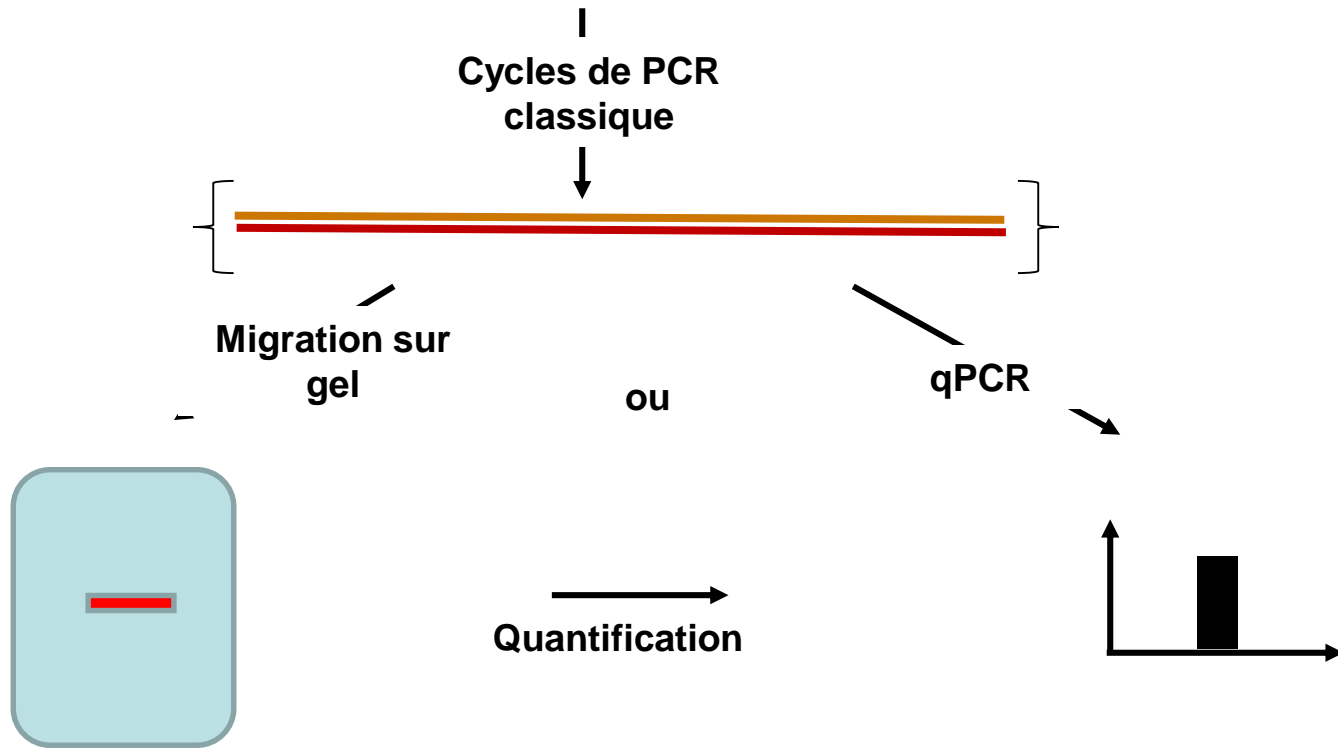 Cycles de PCR
classique
Migration sur
gel
ou
qPCR
Quantification